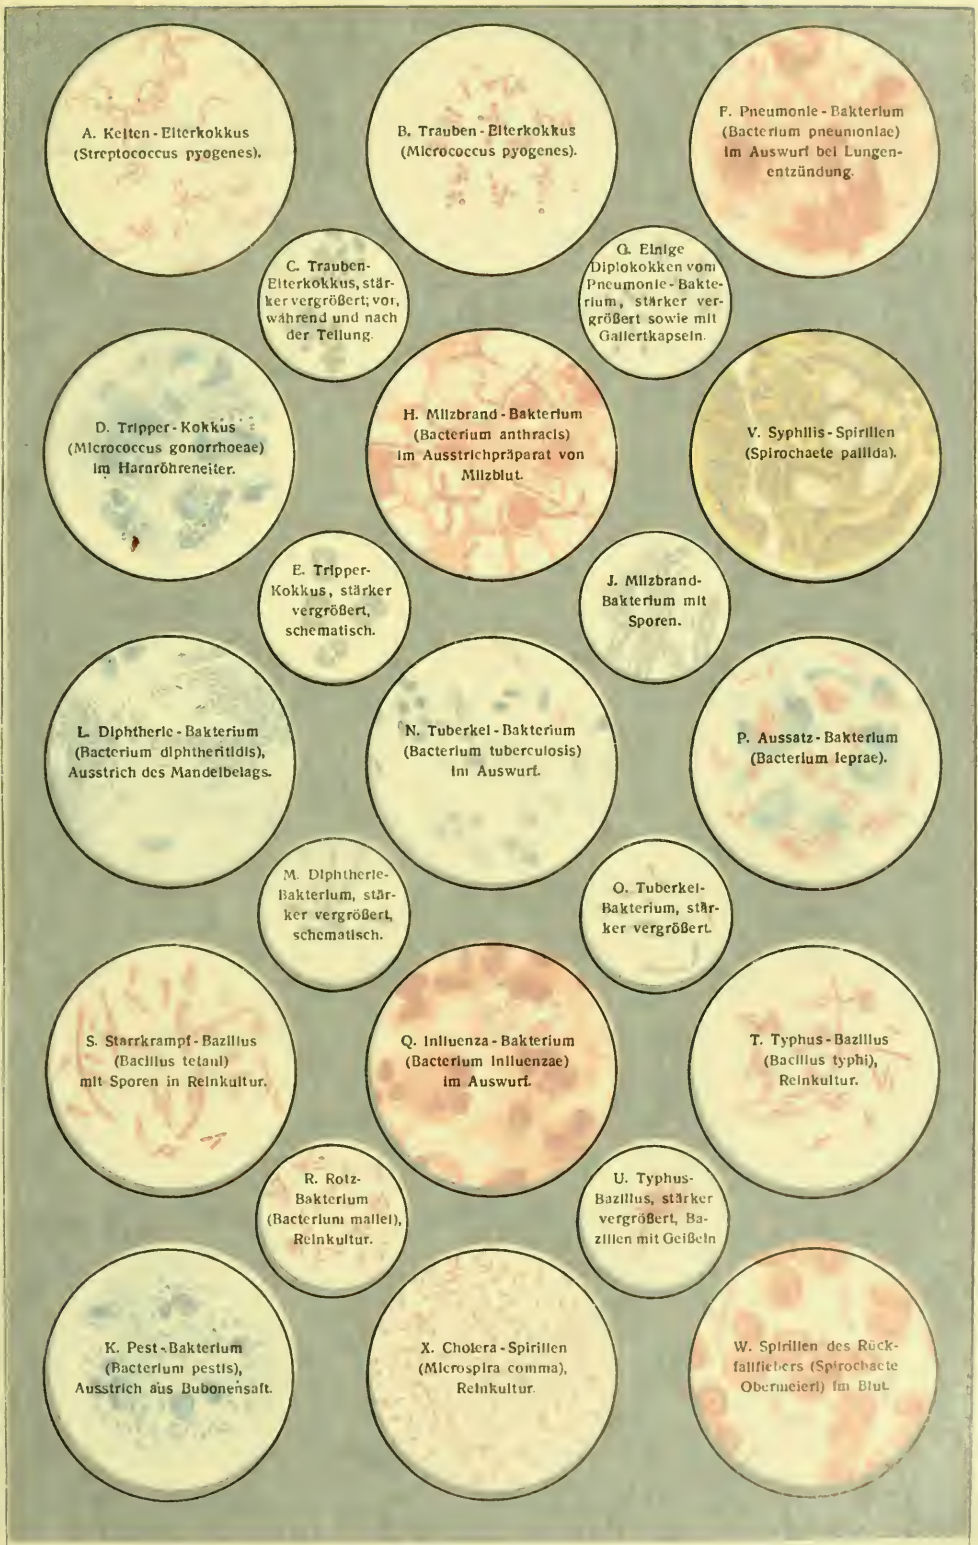 A. Ketten-Eiterkokkus
(Streptococcus pyogenes).
B. Trauben-Eiterkokkus
(Micrococcus pyogenes).
F. Pneumonie-Bakterium
(Bacterium pneumoniae)
im Auswurf bei Lungen-
entzündung.
C. Trauben-
Eiterkokkus, stär-
ker vergrößert; vor,
während und nach
der Teilung.
G. Einige
Diplokokken vom
Pneumonie-Bakte-
rium, stärker ver-
größert sowie mit
Gallertkapseln.
D. Tripper-Kokkus
(Micrococcus gonorrhoeae)
im Harnröhreneiter.
H. Milzbrand-Bakterium
(Bacterium anthracis)
im Ausstrichpräparat von
Milzblut.
V. Syphilis-Spirillen
(Spirochaete pallida).
E. Tripper-
Kokkus, stärker
vergrößert,
schematisch.
J. Milzbrand-
Bakterium mit
Sporen.
L. Diphtherie-Bakterium
(Bacterium diphtheritidis),
Ausstrich des Mandelbelags.
N. Tuberkel-Bakterium
(Bacterium tuberculosis)
im Auswurf.
P. Aussatz-Bakterium
(Bacterium leprae).
M. Diphtherie-
Bakterium, stär-
ker vergrößert,
schematisch.
O. Tuberkel-
Bakterium, stär-
ker vergrößert.
S. Starrkrampf-Bazillus
(Bacillus tetani)
mit Sporen in Reinkultur.
Q. Influenza-Bakterium
(Bacterium Influenzae)
im Auswurf.
T. Typhus-Bazillus
(Bacillus typhi),
Reinkultur.
R. Rotz-
Bakterium
(Bacterium mallei),
Reinkultur.
U. Typhus-
Bazillus, stärker
vergrößert, Ba-
zillen mit Geißeln
K. Pest-Bakterium
(Bacterium pestis),
Ausstrich aus Bubonensaft.
X. Cholera-Spirillen
(Microspira comma),
Reinkultur.
W. Spirillen des Rück-
fallfiebers (Spirochaete
Obermeieri) im Blut.